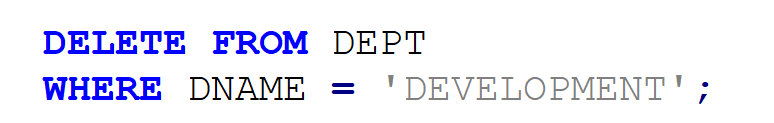 DELETE FROM DEPT
WHERE DNAME = 'DEVELOPMENT';